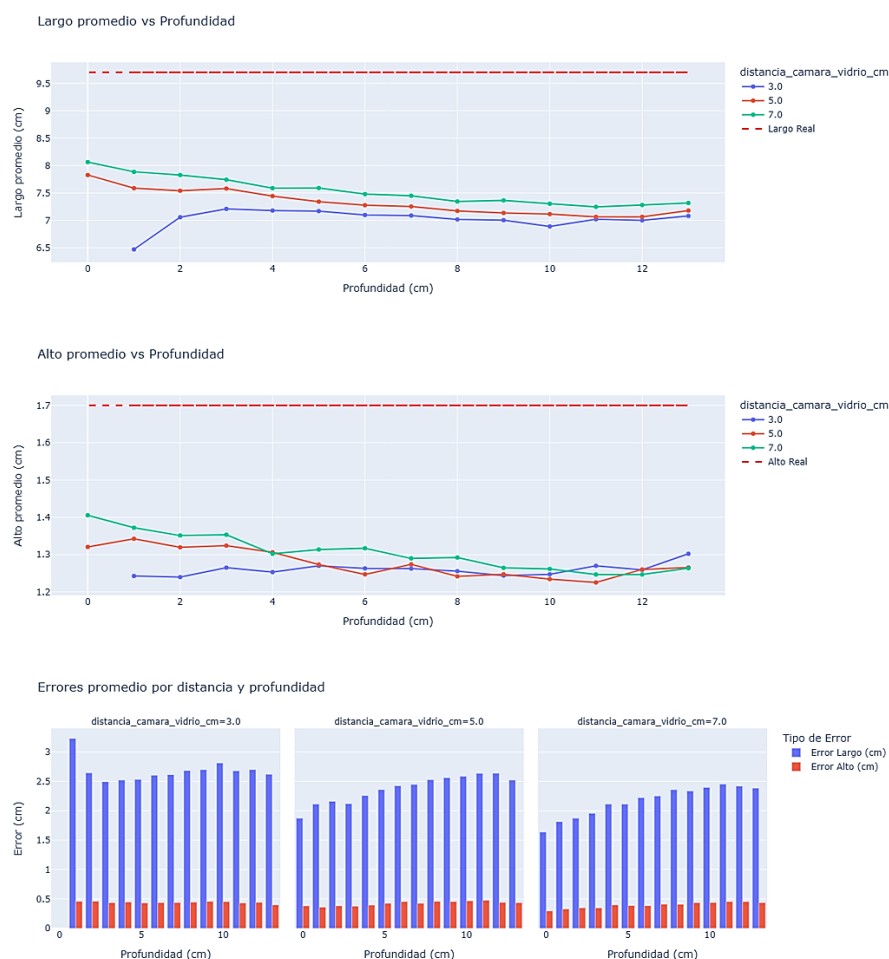 Largo promedio vs Profundidad
Largo promedio (cm)
9.5
9
8.5
8
7.5
7
6.5
0 2 4 6 8 10 12
Profundidad (cm)
distancia_camara_vidrio_cm
3.0
5.0
7.0
Largo Real
Alto promedio vs Profundidad
Alto promedio (cm)
1.7
1.6
1.5
1.4
1.3
1.2
0 2 4 6 8 10 12
Profundidad (cm)
distancia_camara_vidrio_cm
3.0
5.0
7.0
Alto Real
Errores promedio por distancia y profundidad
distancia_camara_vidrio_cm=3.0
distancia_camara_vidrio_cm=5.0
distancia_camara_vidrio_cm=7.0
Error (cm)
3
2.5
2
1.5
1
0.5
0
0 5 10
0 5 10
0 5 10
Profundidad (cm)
Profundidad (cm)
Profundidad (cm)
Tipo de Error
Error Largo (cm)
Error Alto (cm)